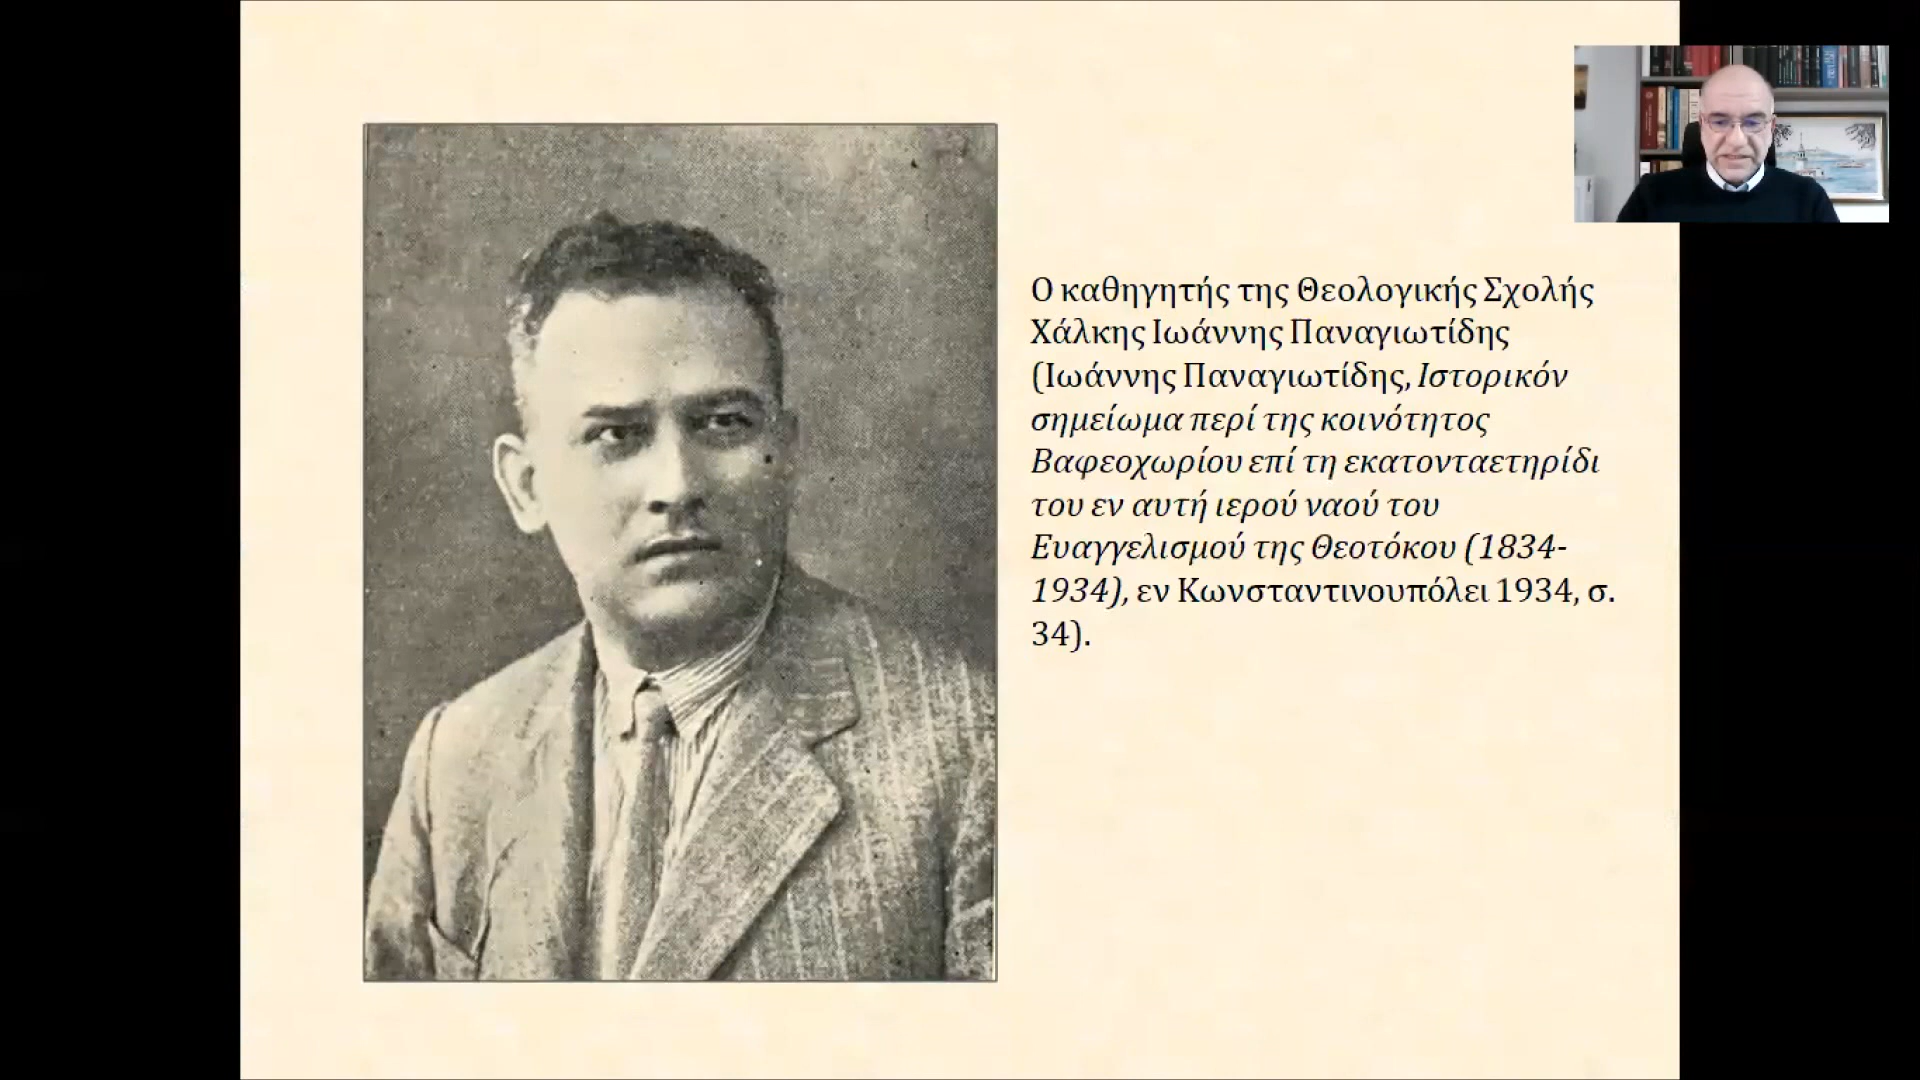 Ο καθηγητής της Θεολογικής Σχολής
Χάλκης Ιωάννης Παναγιωτίδης
(Ιωάννης Παναγιωτίδης, Ιστορικόν
σημείωμα περί της κοινότητος
Βαφεοχωρίου επί τη εκατονταετηρίδι
του εν αυτή ιερού ναού του
Ευαγγελισμού της Θεοτόκου (1834-
1934), εν Κωνσταντινουπόλει 1934, σ.
34).